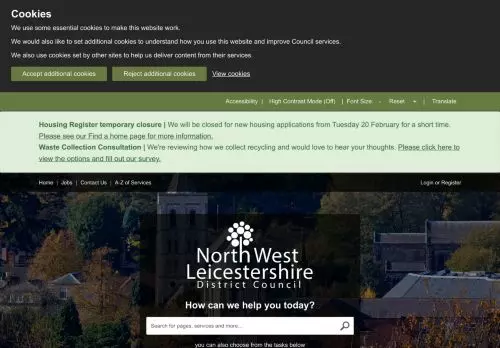 Cookies
We use some essential cookies to make this website work.
We would also like to set additional cookies to understand how you use this website and improve Council services.
We also use cookies set by other sites to help us deliver content from their services.
Accept additional cookies Reject additional cookies View cookies
Accessibility | High Contrast Mode (Off) | Font Size: - Reset + | Translate
Housing Register temporary closure | We will be closed for new housing applications from Tuesday 20 February for a short time.
Please see our Find a home page for more information.
Waste Collection Consultation | We're reviewing how we collect recycling and would love to hear your thoughts. Please click here to
view the options and fill out our survey.
Home | Jobs | Contact Us | A-Z of Services Login or Register
North West
Leicestershire
District Council
How can we help you today?
Search for pages, services and more...
you can also choose from the tasks below